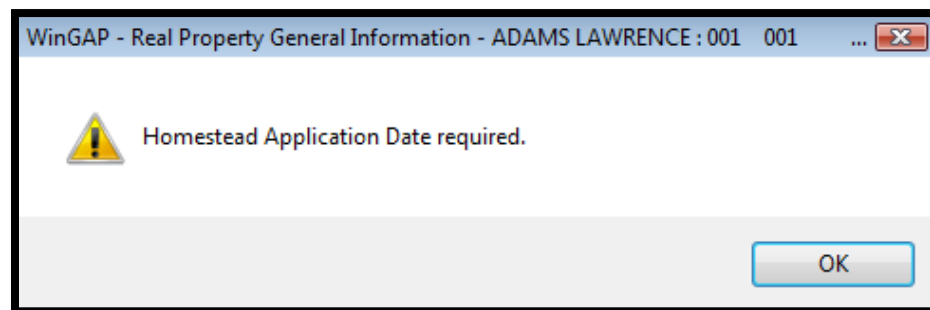 WinGAP - Real Property General Information - ADAMS LAWRENCE : 001 001 ...
Homestead Application Date required.
OK